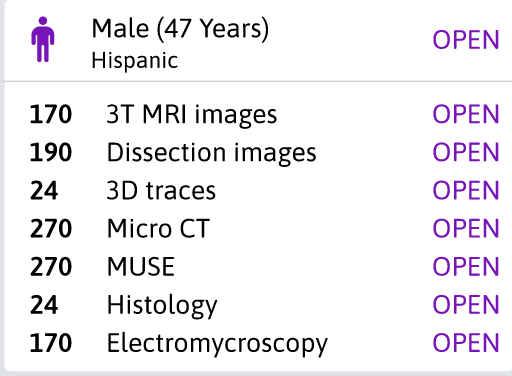 Male (47 Years) OPEN
Hispanic
170 3T MRI images OPEN
190 Dissection images OPEN
24 3D traces OPEN
270 Micro CT OPEN
270 MUSE OPEN
24 Histology OPEN
170 Electromycroscopy OPEN